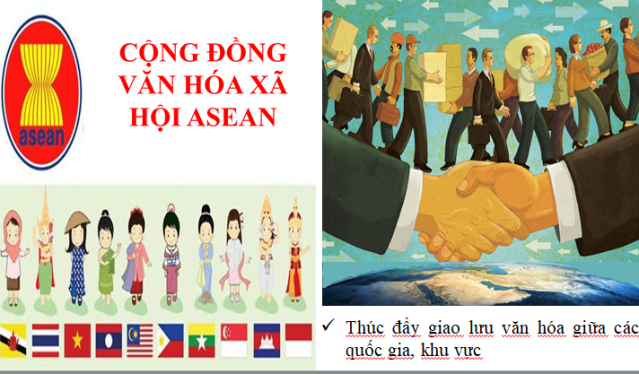 CỘNG ĐỒNG
VĂN HÓA XÃ
HỘI ASEAN
asean
Thúc đẩy giao lưu văn hóa giữa các
quốc gia, khu vực